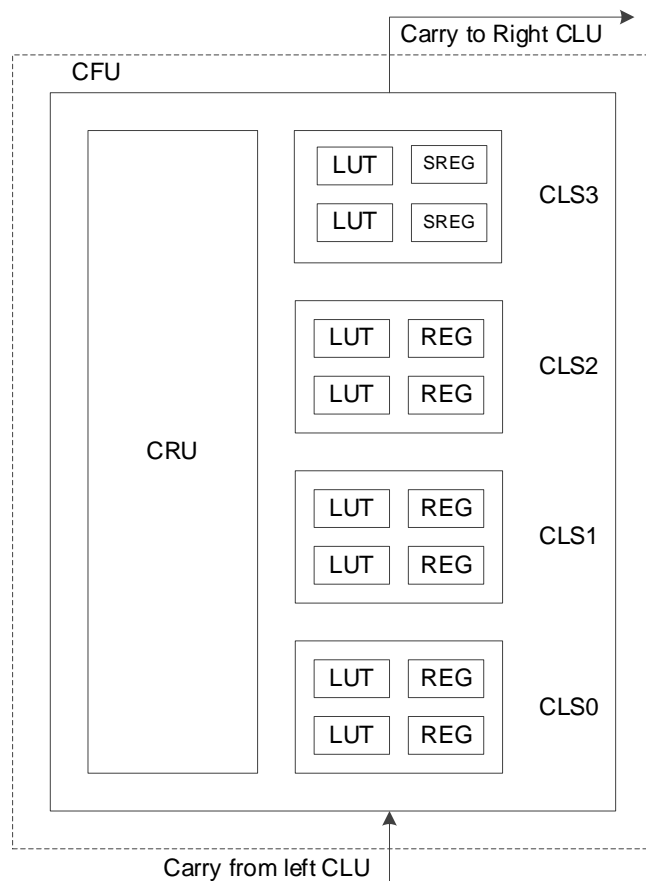 Carry to Right CLU
CFU
LUT SREG
CLS3
LUT SREG
LUT REG
CLS2
LUT REG
CRU
LUT REG
CLS1
LUT REG
LUT REG
CLS0
LUT REG
Carry from left CLU